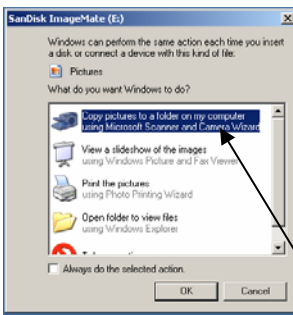 SanDisk ImageMate (E:)
Windows can perform the same action each time you insert
a disk or connect a device with this kind of file:
Pictures
What do you want Windows to do?
Copy pictures to a folder on my computer
using Microsoft Scanner and Camera Wizard
View a slideshow of the images
using Windows Picture and Fax Viewer
Print the pictures
using Photo Printing Wizard
Open folder to view files
using Windows Explorer
Always do the selected action.
OK
Cancel